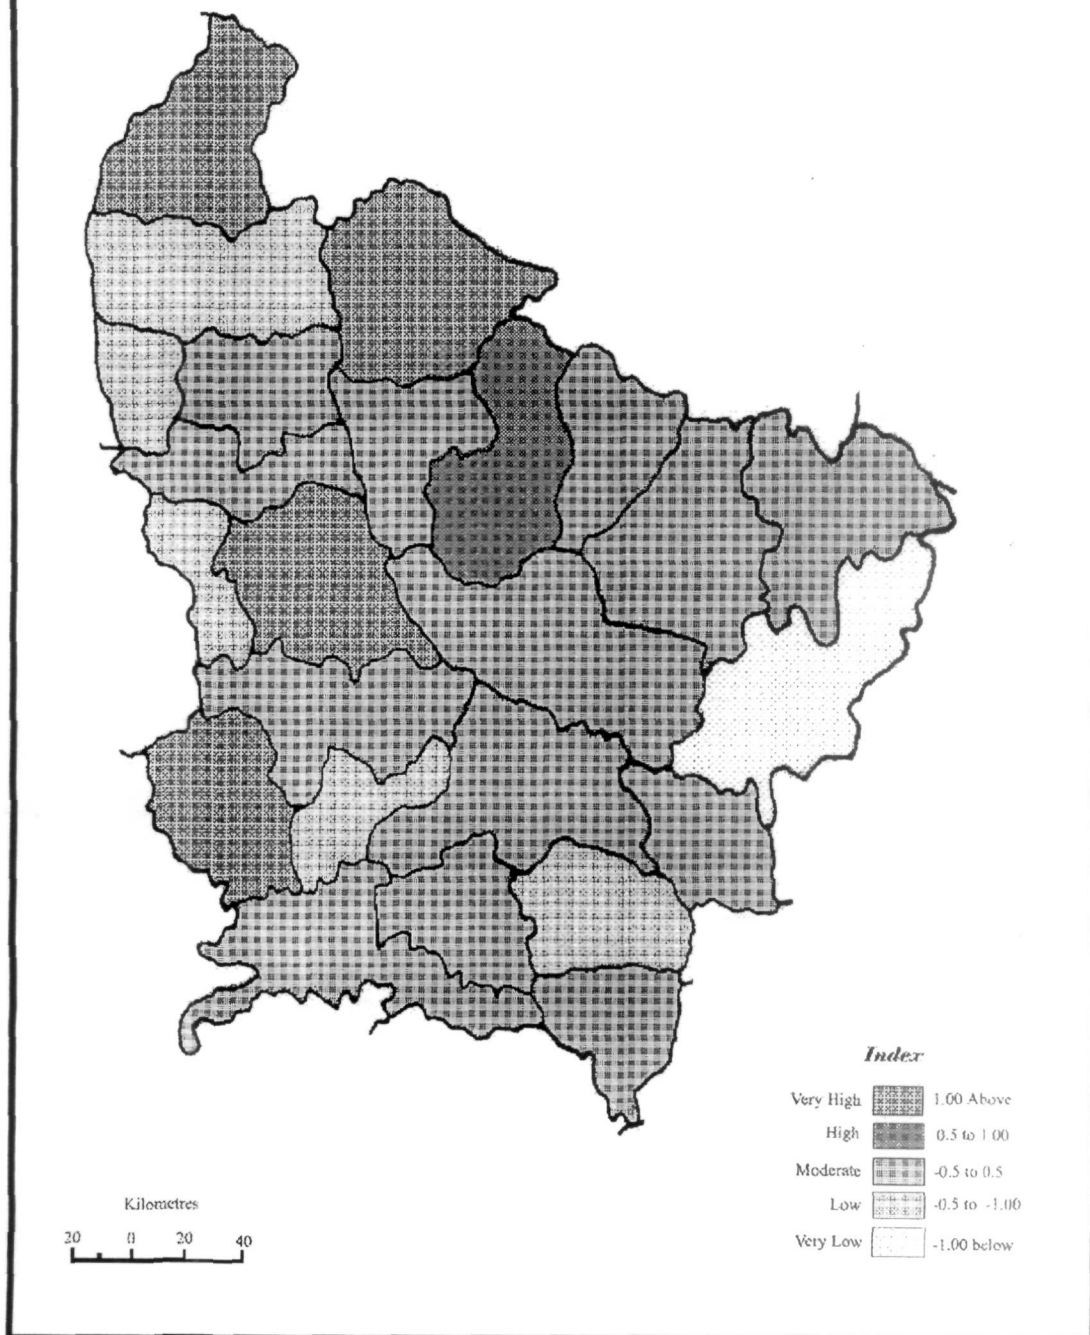 Index
Very High 1.00 Above
High 0.5 to 1.00
Moderate -0.5 to 0.5
Low -0.5 to -1.00
Very Low -1.00 below
Kilometres
20 0 20 40